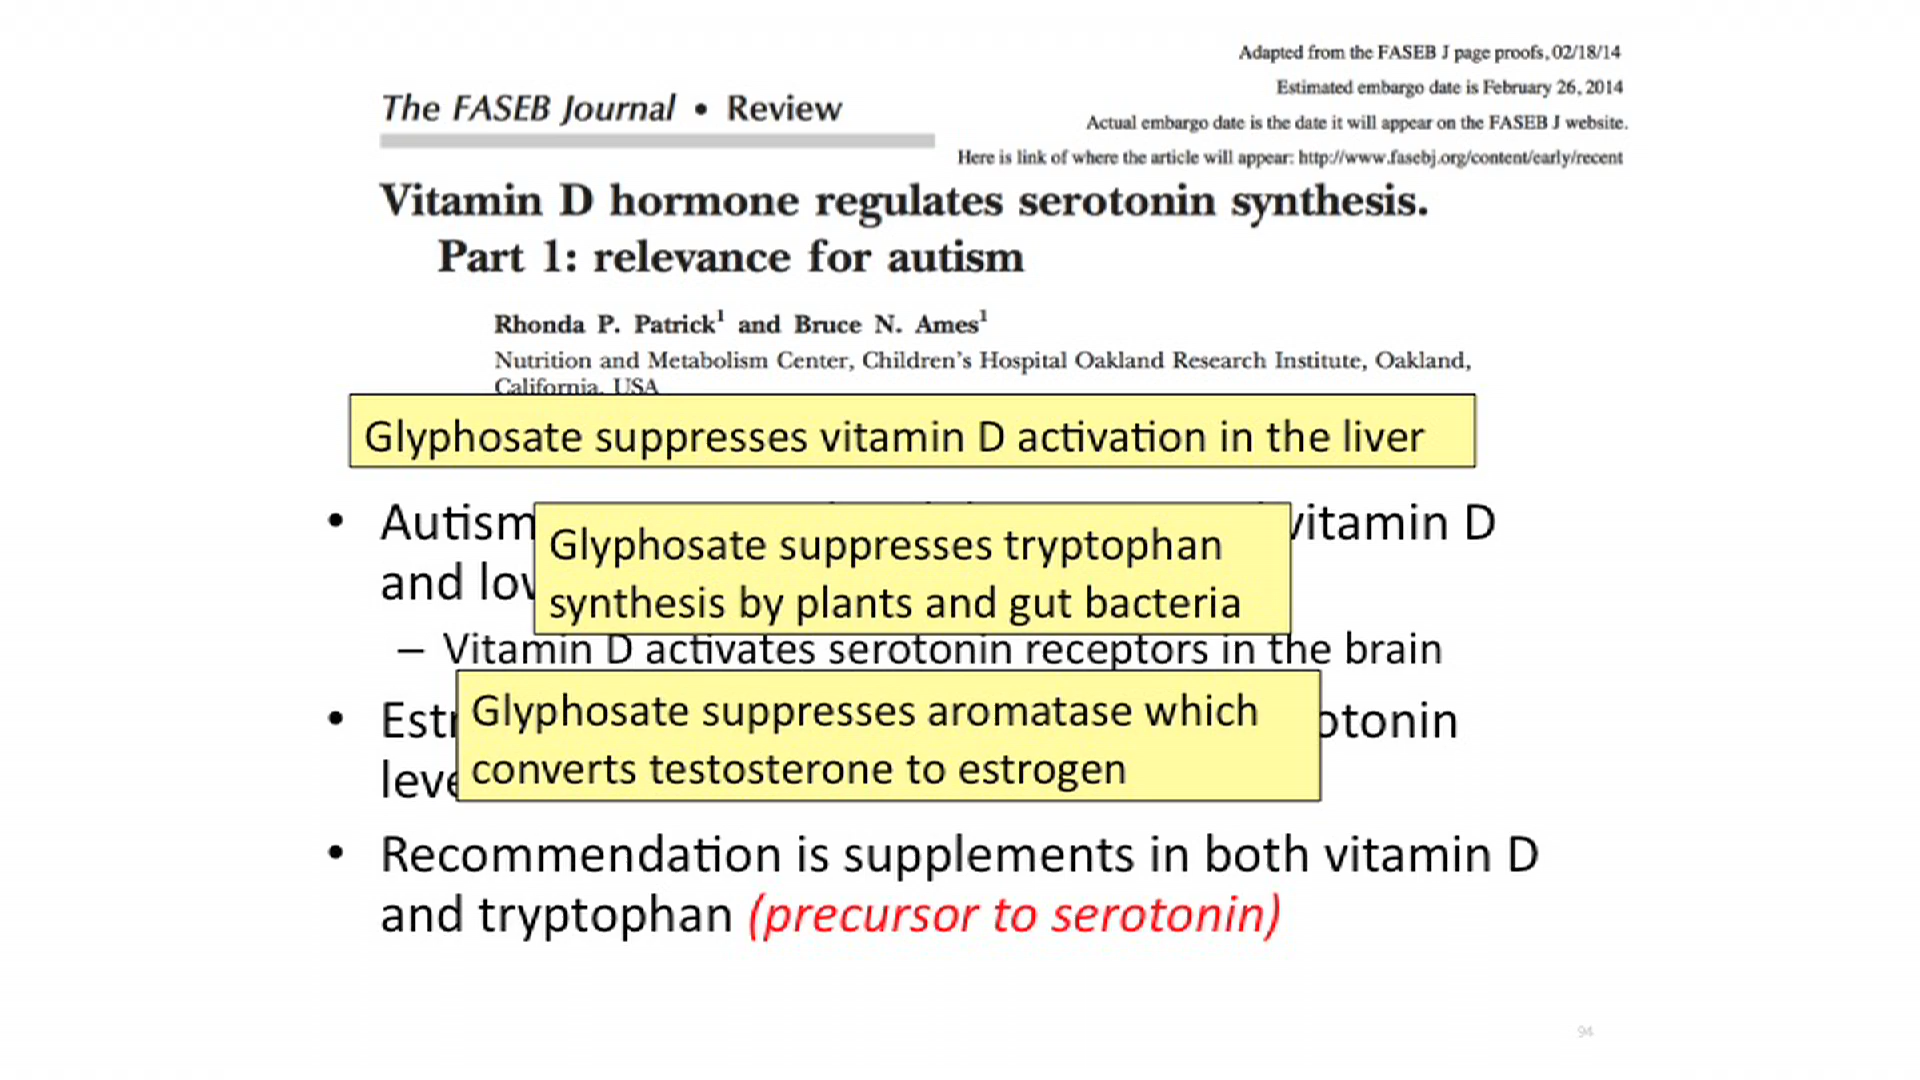 Adapted from the FASEB J page proofs, 02/18/14
Estimated embargo date is February 26, 2014
The FASEB Journal • Review
Actual embargo date is the date it will appear on the FASEB J website.
Here is link of where the article will appear: http://www.fasebj.org/content/early/recent
Vitamin D hormone regulates serotonin synthesis.
Part 1: relevance for autism
Rhonda P. Patrick¹ and Bruce N. Ames¹
Nutrition and Metabolism Center, Children's Hospital Oakland Research Institute, Oakland,
California, USA
Glyphosate suppresses vitamin D activation in the liver
• Autism vitamin D
Glyphosate suppresses tryptophan
and
synthesis by plants and gut bacteria
– Vitamin D activates serotonin receptors in the brain
Glyphosate suppresses aromatase which
converts testosterone to estrogen
• Recommendation is supplements in both vitamin D
and tryptophan (precursor to serotonin)
94